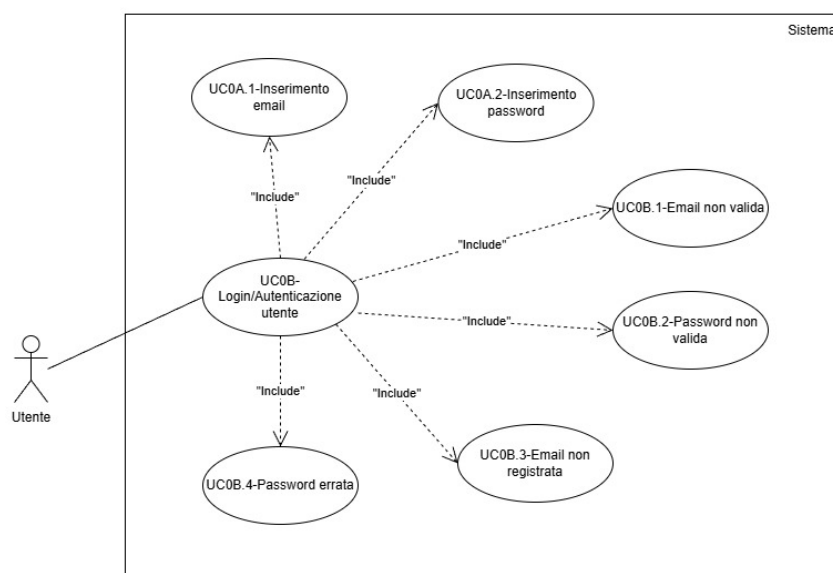 Sistema
UC0A.1-Inserimento
email
UC0A.2-Inserimento
password
"Include"
"Include"
UC0B.1-Email non valida
"Include"
UC0B-
Login/Autenticazione
utente
"Include"
UC0B.2-Password non
valida
"Include"
"Include"
Utente
UC0B.4-Password errata
UC0B.3-Email non
registrata